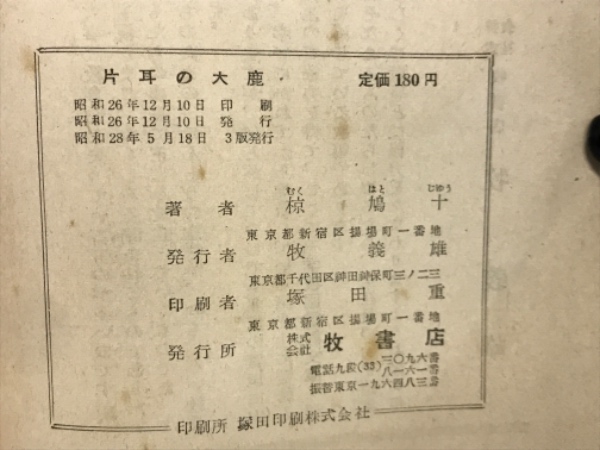 片耳の大鹿 定価180円
昭和26年12月10日 印刷
昭和26年12月10日 発行
昭和28年5月18日 3版発行
むく はと じゅう
著者 椋鳩十
東京都新宿区揚場町一番地
発行者 牧義雄
東京都千代田区神田神保町三ノ二三
印刷者 塚田重
東京都新宿区揚場町一番地
発行所 株式会社 牧書店
電話九段(33)三〇九六番
八一六一番
振替東京一九六四八三番
印刷所 塚田印刷株式会社